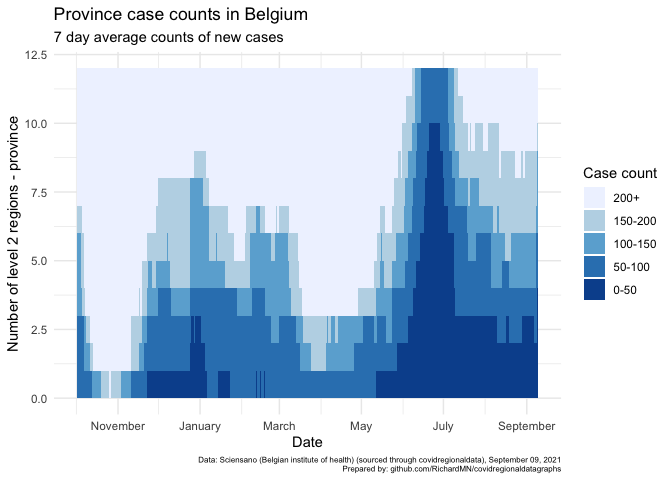 Province case counts in Belgium
7 day average counts of new cases
Number of level 2 regions - province
12.5
10.0
7.5
5.0
2.5
0.0
November
January
March
May
July
September
Date
Case count
200+
150-200
100-150
50-100
0-50
Data: Sciensano (Belgian institute of health) (sourced through covidregionaldata), September 09, 2021
Prepared by: github.com/RichardMN/covidregionaldatagraphs